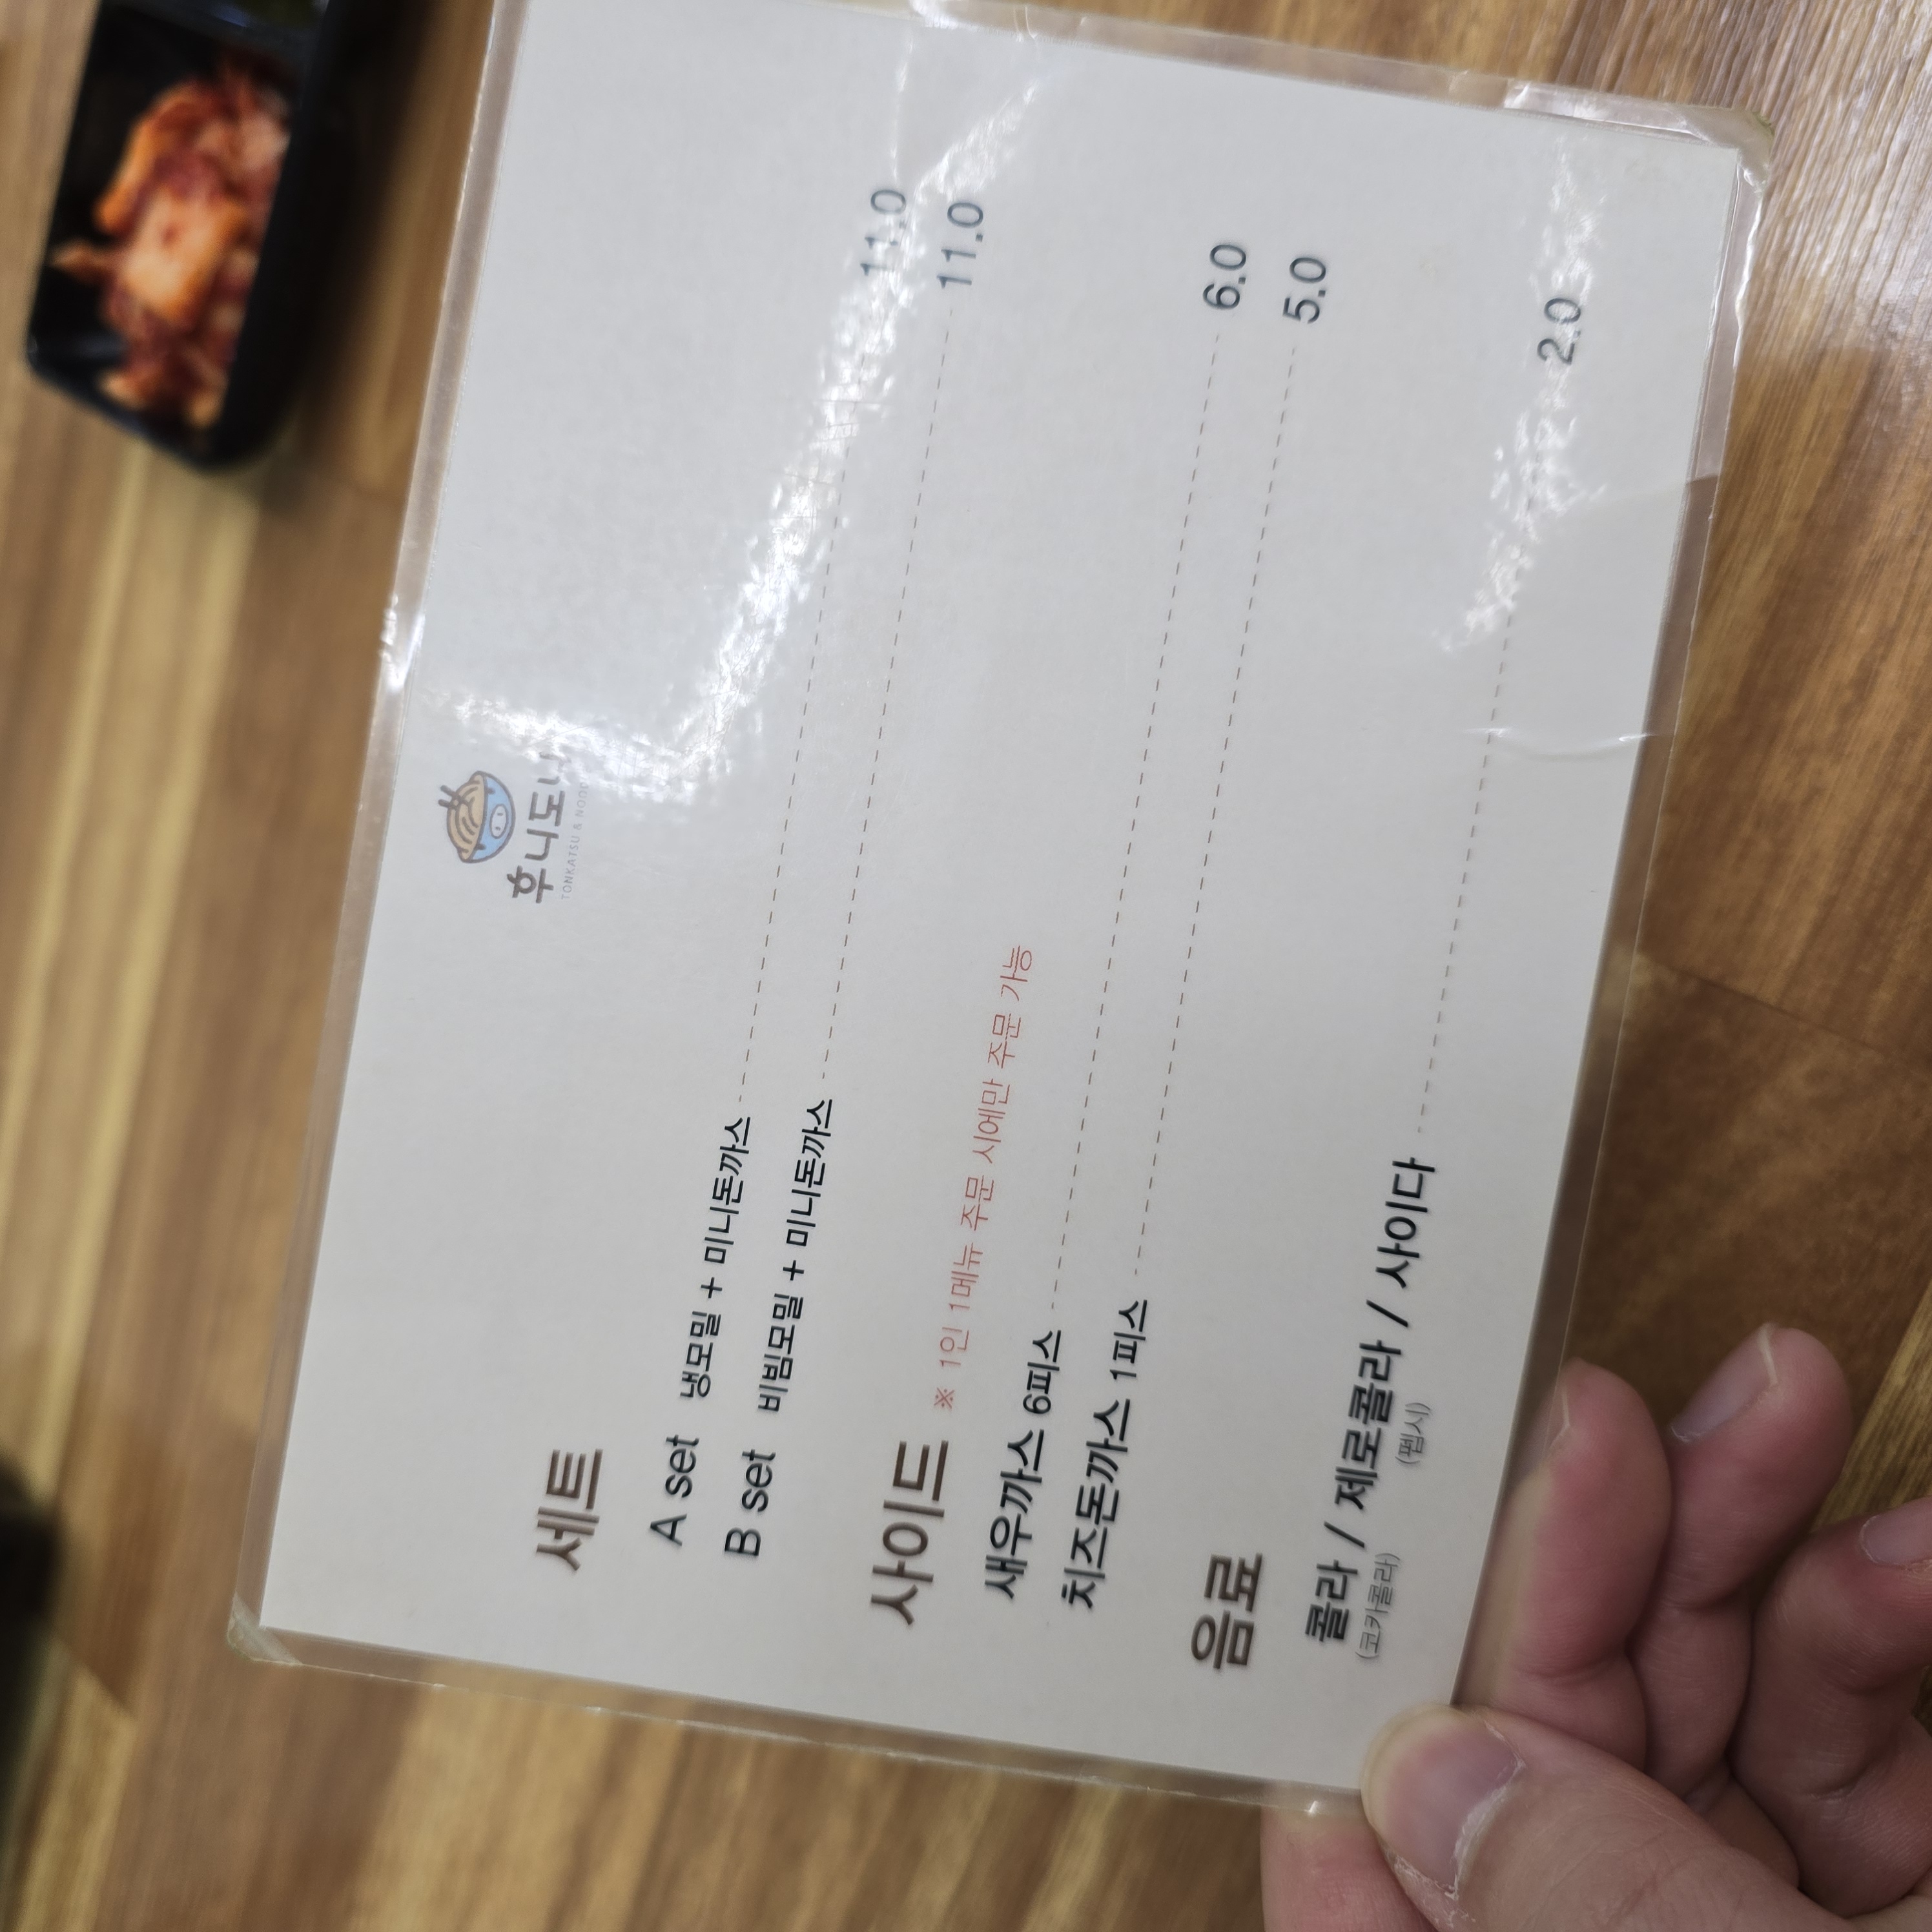 후니도니
TONKATSU & NOOD
세트
A set 냉모밀 + 미니돈까스 11.0
B set 비빔모밀 + 미니돈까스 11.0
사이드 ※ 1인 1메뉴 주문 시에만 주문 가능
새우까스 6피스 6.0
치즈돈까스 1피스 5.0
음료
콜라 / 제로콜라 / 사이다 2.0
(코카콜라) (펩시)